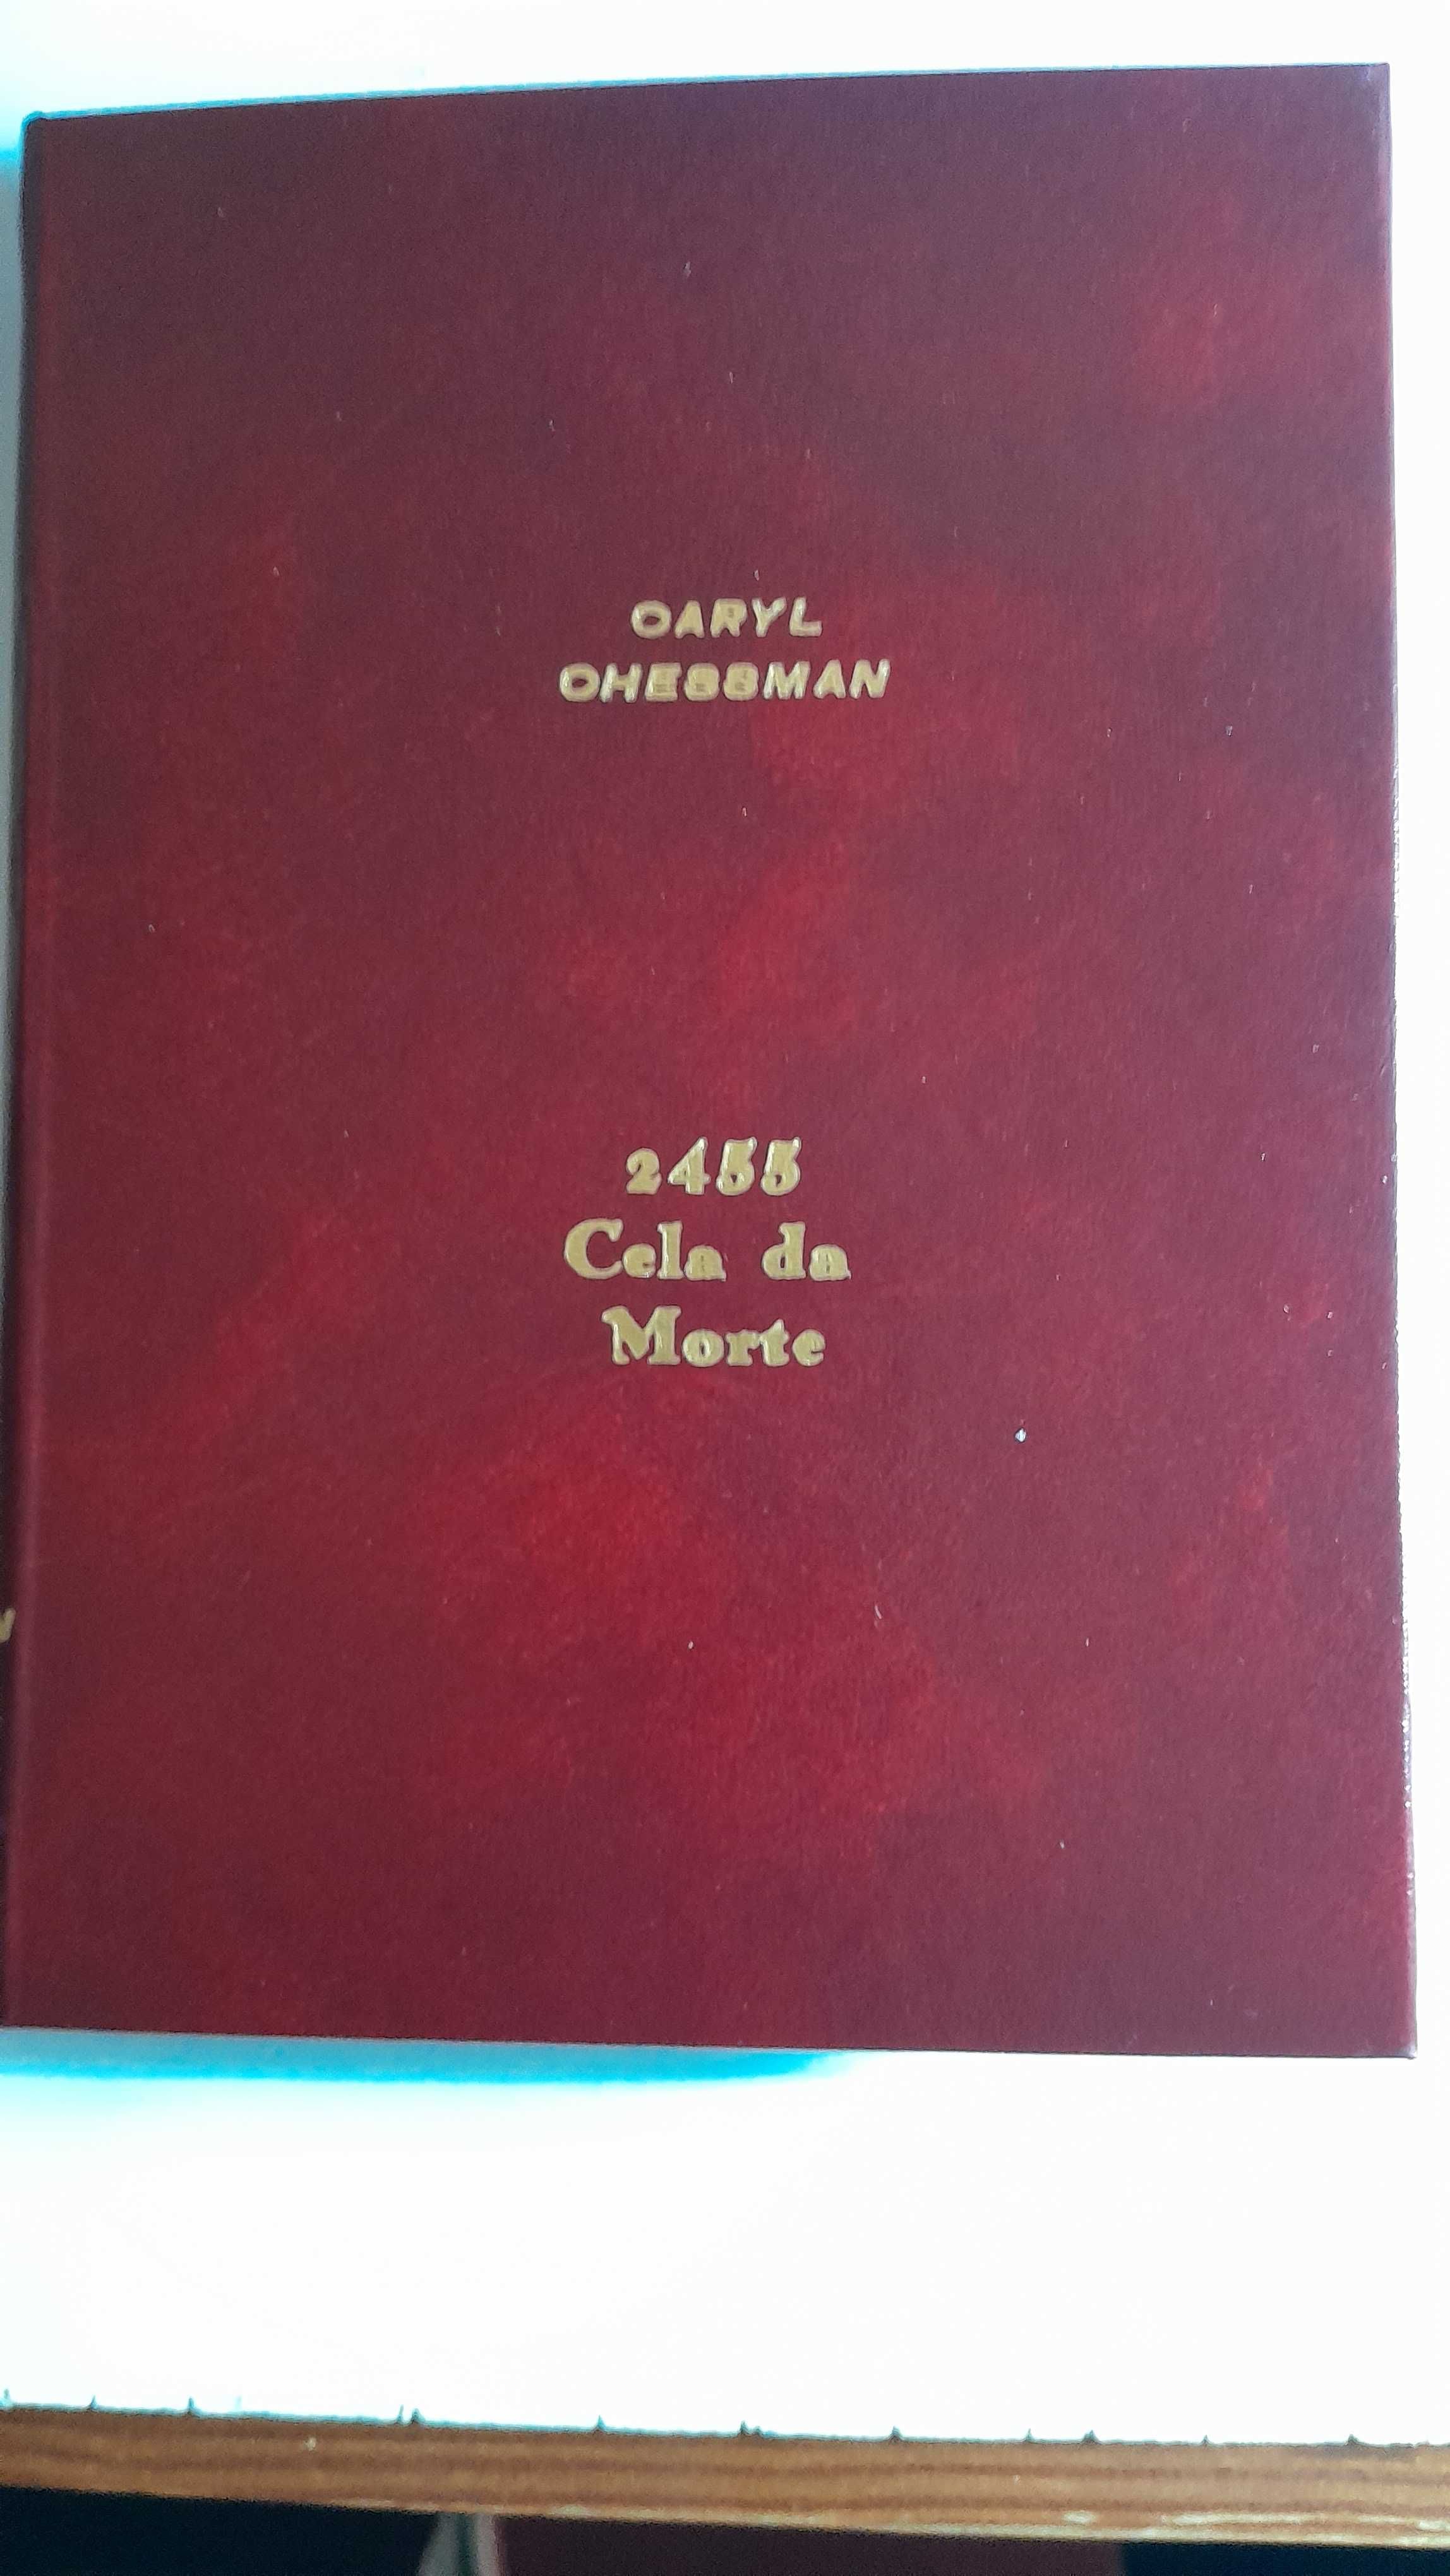 CARYL
CHESSMAN
2455
Cela da
Morte